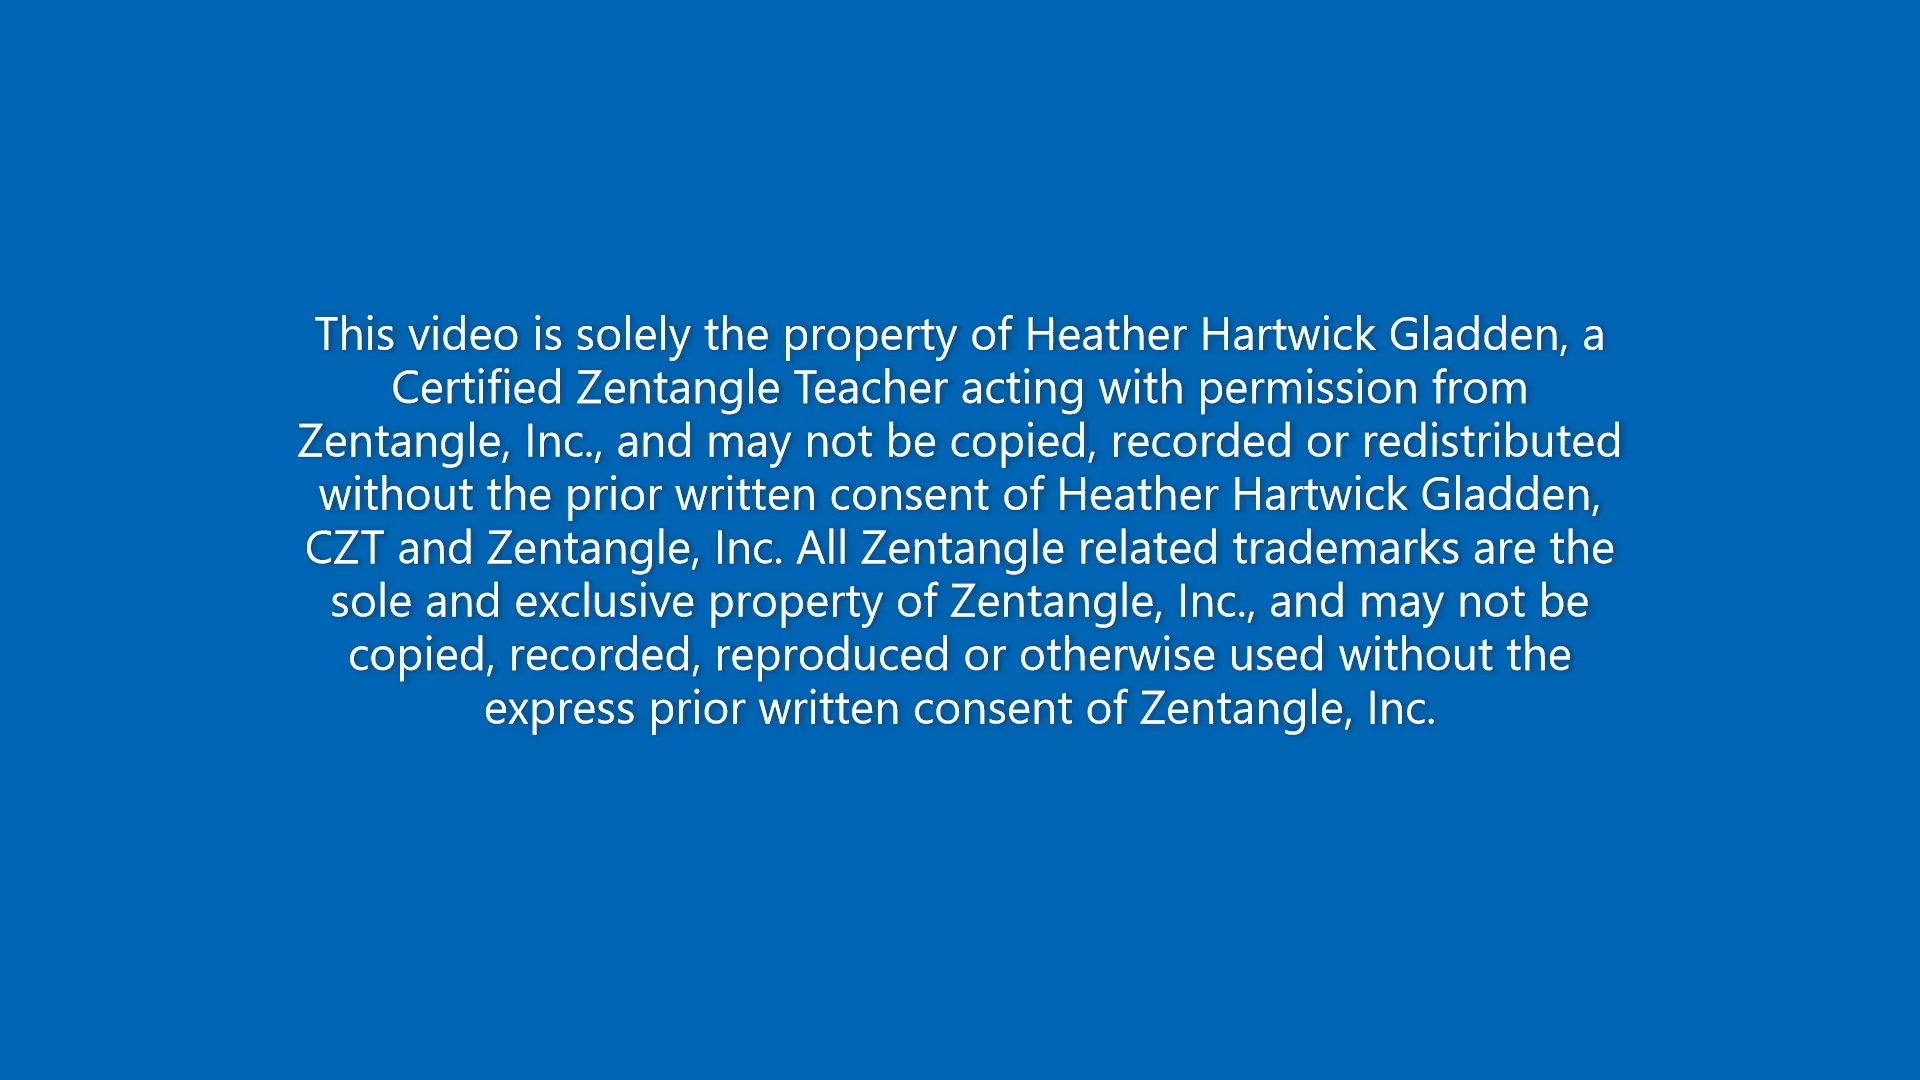 This video is solely the property of Heather Hartwick Gladden, a
Certified Zentangle Teacher acting with permission from
Zentangle, Inc., and may not be copied, recorded or redistributed
without the prior written consent of Heather Hartwick Gladden,
CZT and Zentangle, Inc. All Zentangle related trademarks are the
sole and exclusive property of Zentangle, Inc., and may not be
copied, recorded, reproduced or otherwise used without the
express prior written consent of Zentangle, Inc.